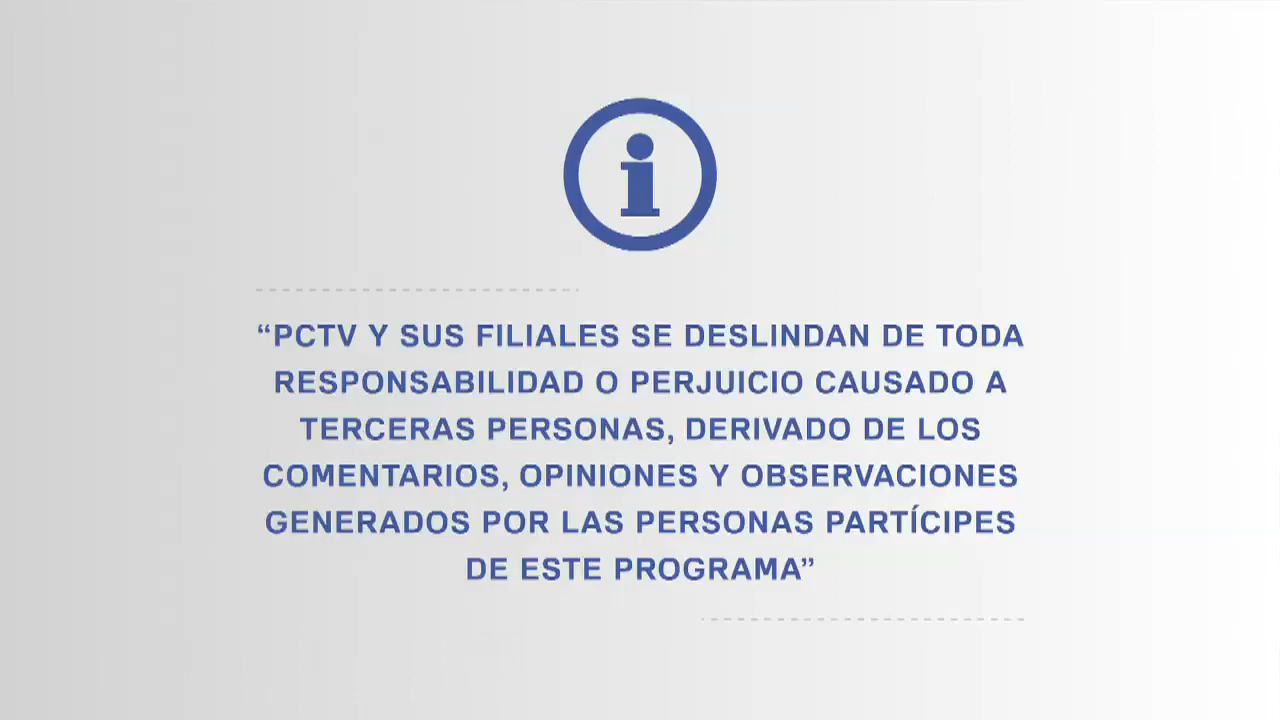 “PCTV Y SUS FILIALES SE DESLINDAN DE TODA
RESPONSABILIDAD O PERJUICIO CAUSADO A
TERCERAS PERSONAS, DERIVADO DE LOS
COMENTARIOS, OPINIONES Y OBSERVACIONES
GENERADOS POR LAS PERSONAS PARTÍCIPES
DE ESTE PROGRAMA”